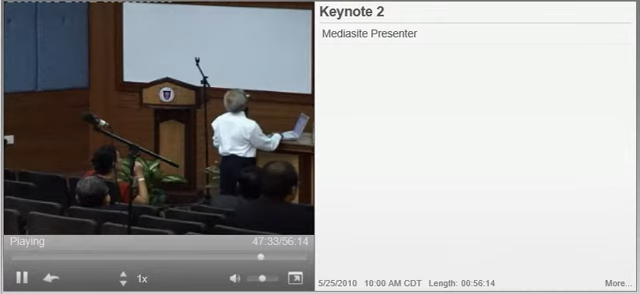 Keynote 2
Mediasite Presenter
Playing
47:33/56:14
1x
5/25/2010 10:00 AM CDT Length: 00:56:14
More...